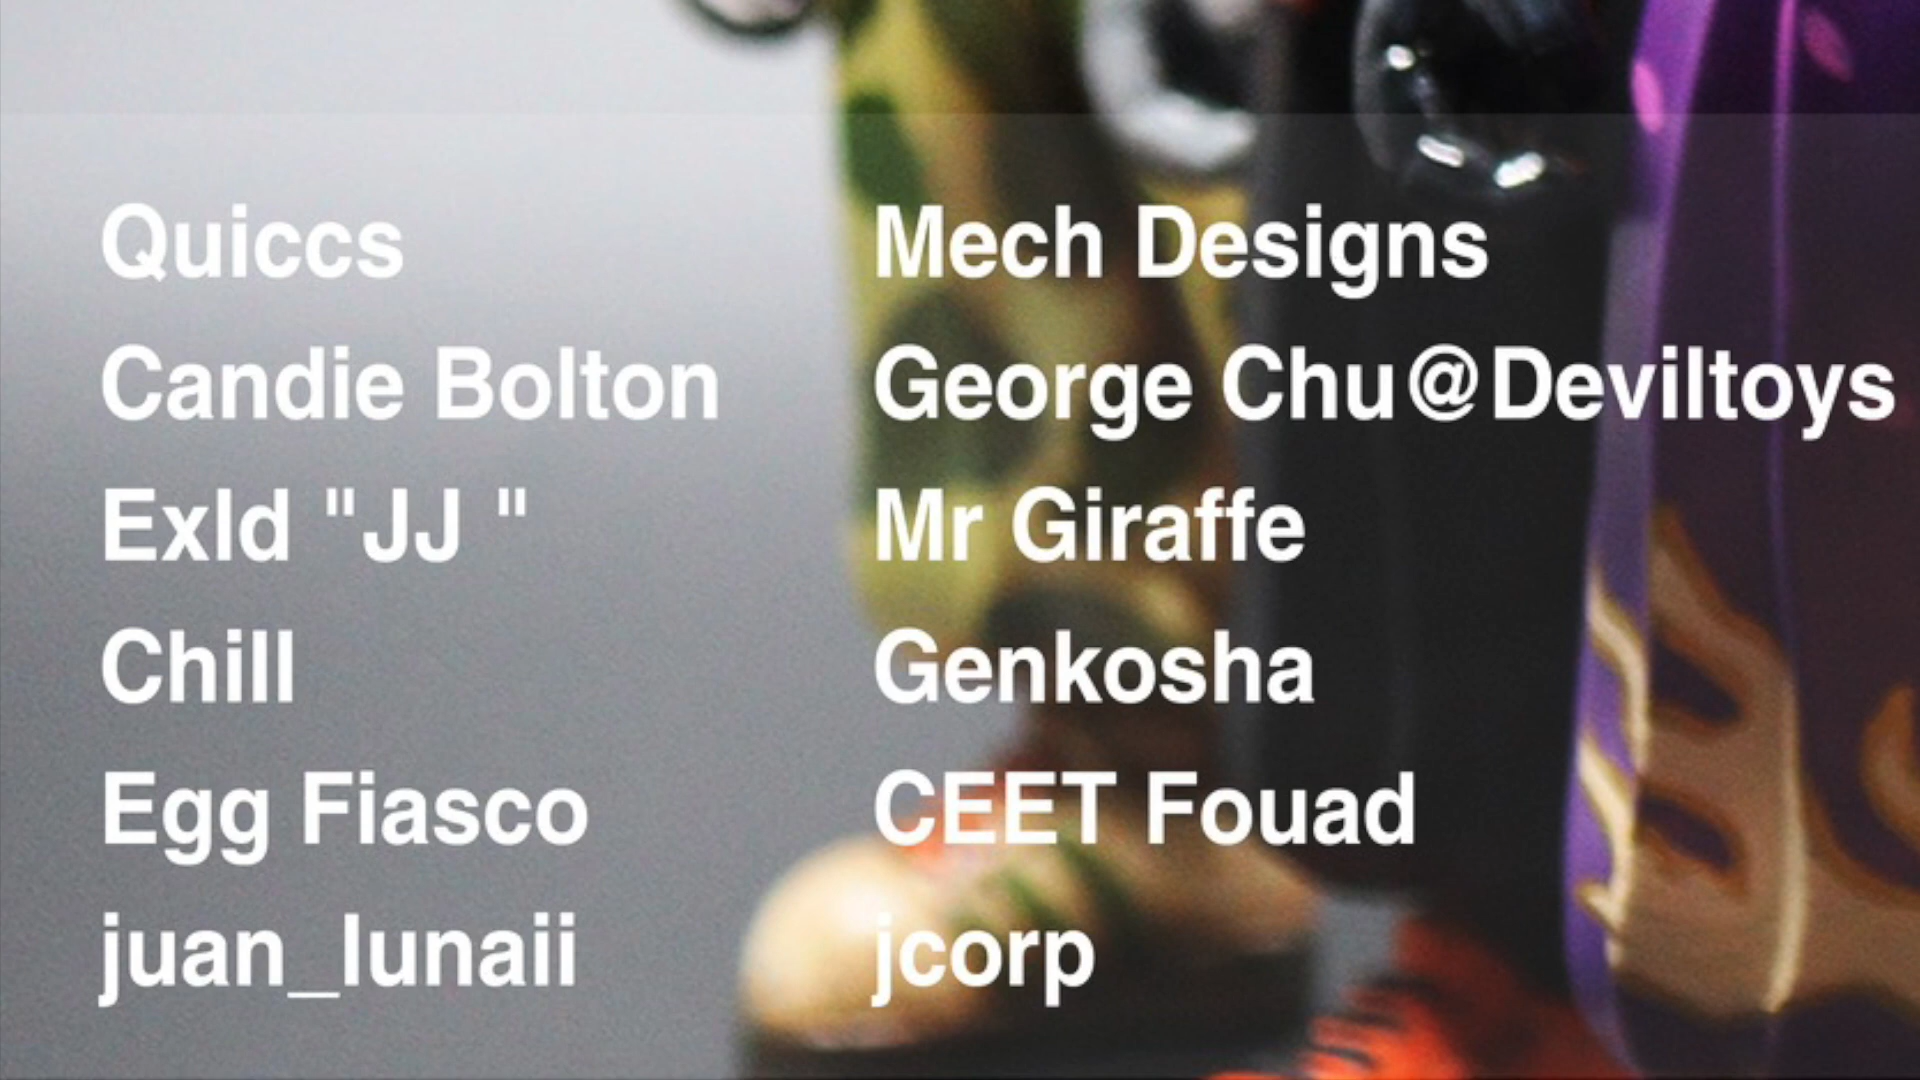 Quiccs
Candie Bolton
Exld "JJ "
Chill
Egg Fiasco
juan_lunaii
Mech Designs
George Chu@Deviltoys
Mr Giraffe
Genkosha
CEET Fouad
jcorp